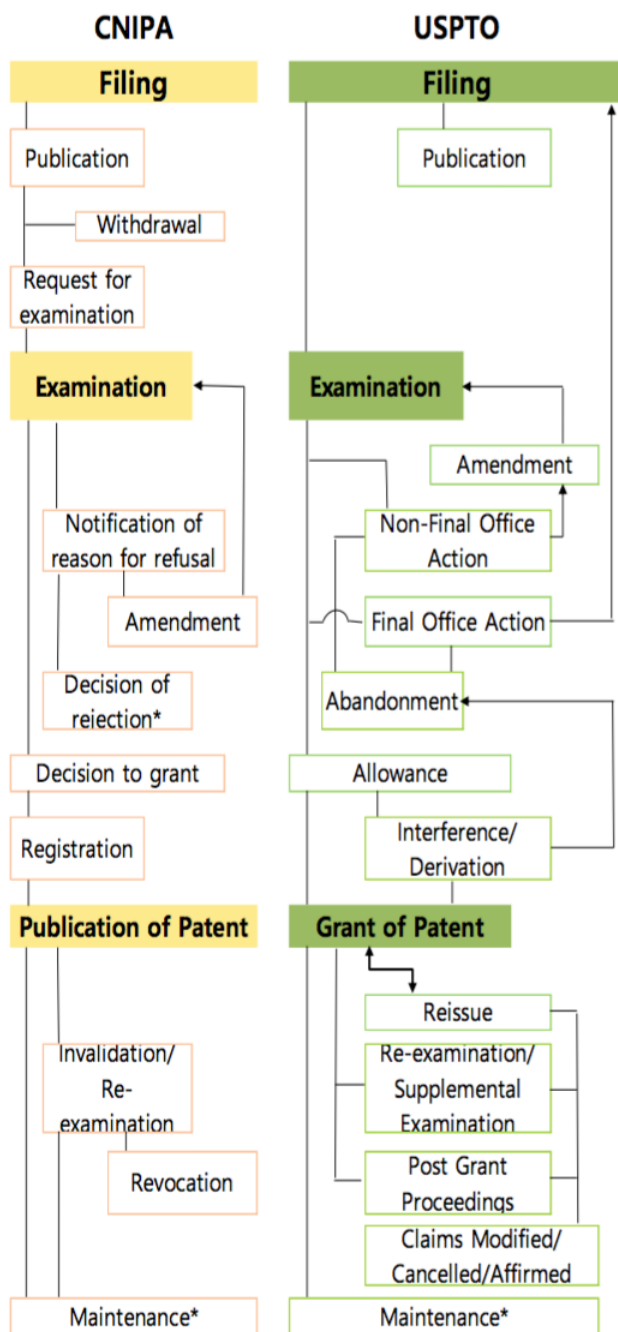 CNIPA
Filing
Publication
Withdrawal
Request for
examination
Examination
Notification of
reason for refusal
Amendment
Decision of
rejection*
Decision to grant
Registration
Publication of Patent
Invalidation/
Re-
examination
Revocation
Maintenance*
USPTO
Filing
Publication
Examination
Amendment
Non-Final Office
Action
Final Office Action
Abandonment
Allowance
Interference/
Derivation
Grant of Patent
Reissue
Re-examination/
Supplemental
Examination
Post Grant
Proceedings
Claims Modified/
Cancelled/Affirmed
Maintenance*